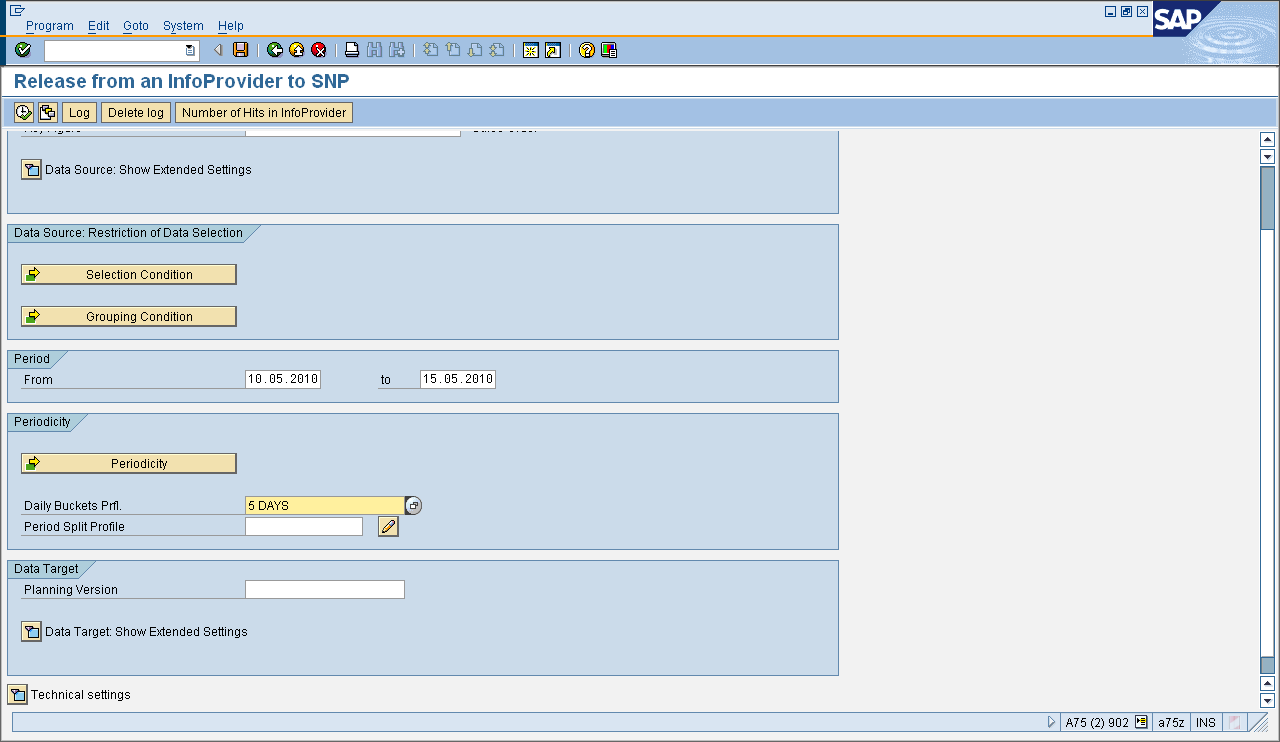 Program Edit Goto System Help
SAP
Release from an InfoProvider to SNP
Log Delete log Number of Hits in InfoProvider
Data Source: Show Extended Settings
Data Source: Restriction of Data Selection
Selection Condition
Grouping Condition
Period
From 10.05.2010 to 15.05.2010
Periodicity
Periodicity
Daily Buckets Prfl. 5 DAYS
Period Split Profile
Data Target
Planning Version
Data Target: Show Extended Settings
Technical settings
A75 (2) 902 a75z INS